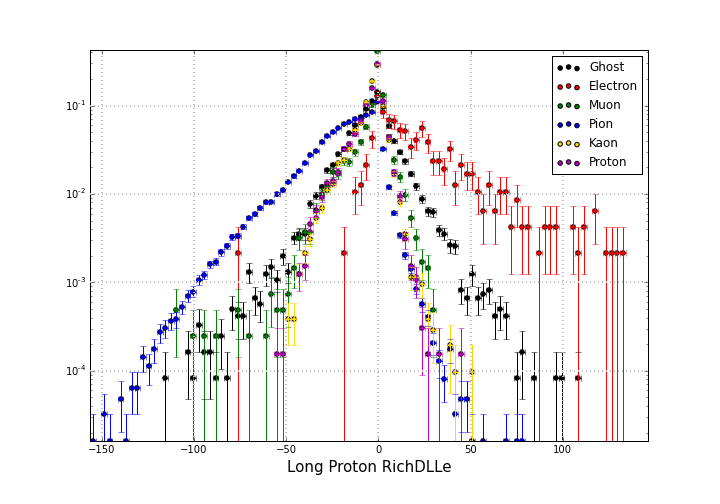 10⁻¹
10⁻²
10⁻³
10⁻⁴
Ghost
Electron
Muon
Pion
Kaon
Proton
−150 −100 −50 0 50 100
Long Proton RichDLLe